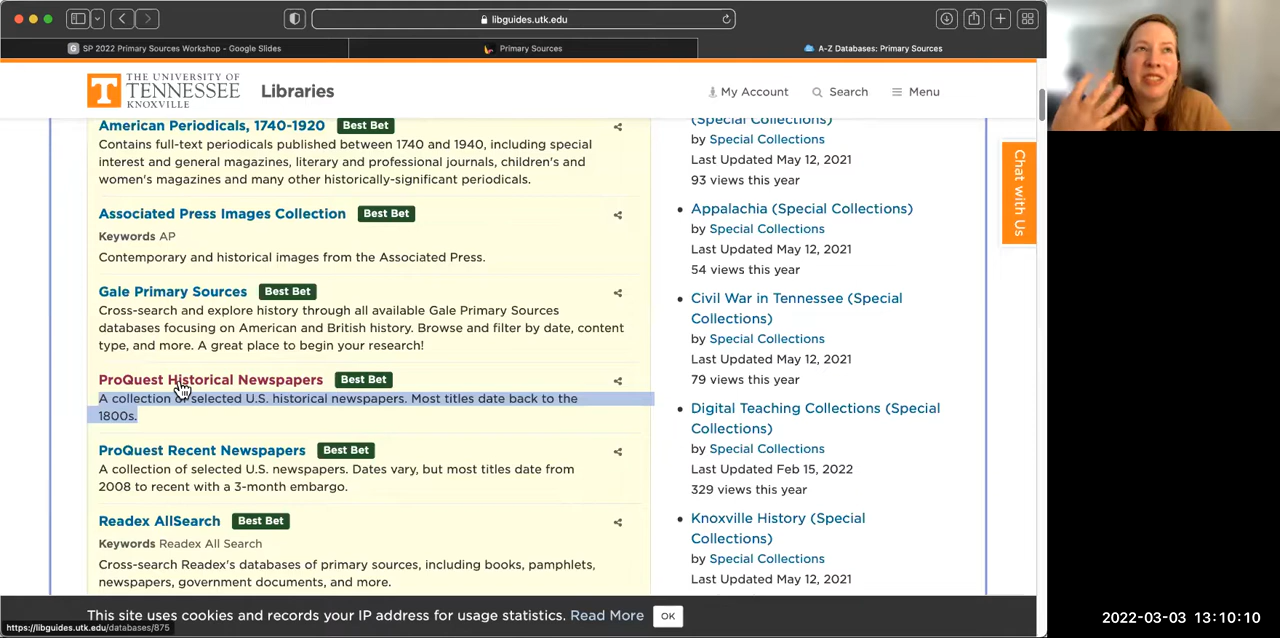 libguides.utk.edu
SP 2022 Primary Sources Workshop - Google Slides
Primary Sources
A-Z Databases: Primary Sources
THE UNIVERSITY OF
TENNESSEE
KNOXVILLE
Libraries
My Account
Search
Menu
American Periodicals, 1740-1920 Best Bet
Contains full-text periodicals published between 1740 and 1940, including special
interest and general magazines, literary and professional journals, children's and
women's magazines and many other historically-significant periodicals.
Associated Press Images Collection Best Bet
Keywords AP
Contemporary and historical images from the Associated Press.
Gale Primary Sources Best Bet
Cross-search and explore history through all available Gale Primary Sources
databases focusing on American and British history. Browse and filter by date, content
type, and more. A great place to begin your research!
ProQuest Historical Newspapers Best Bet
A collection of selected U.S. historical newspapers. Most titles date back to the
1800s.
ProQuest Recent Newspapers Best Bet
A collection of selected U.S. newspapers. Dates vary, but most titles date from
2008 to recent with a 3-month embargo.
Readex AllSearch Best Bet
Keywords Readex All Search
Cross-search Readex's databases of primary sources, including books, pamphlets,
newspapers, government documents, and more.
(Special Collections)
by Special Collections
Last Updated May 12, 2021
93 views this year
Appalachia (Special Collections)
by Special Collections
Last Updated May 12, 2021
54 views this year
Civil War in Tennessee (Special
Collections)
by Special Collections
Last Updated May 12, 2021
79 views this year
Digital Teaching Collections (Special
Collections)
by Special Collections
Last Updated Feb 15, 2022
329 views this year
Knoxville History (Special
Collections)
by Special Collections
Last Updated May 12, 2021
Chat with Us
This site uses cookies and records your IP address for usage statistics. Read More OK
https://libguides.utk.edu/databases/875
2022-03-03 13:10:10